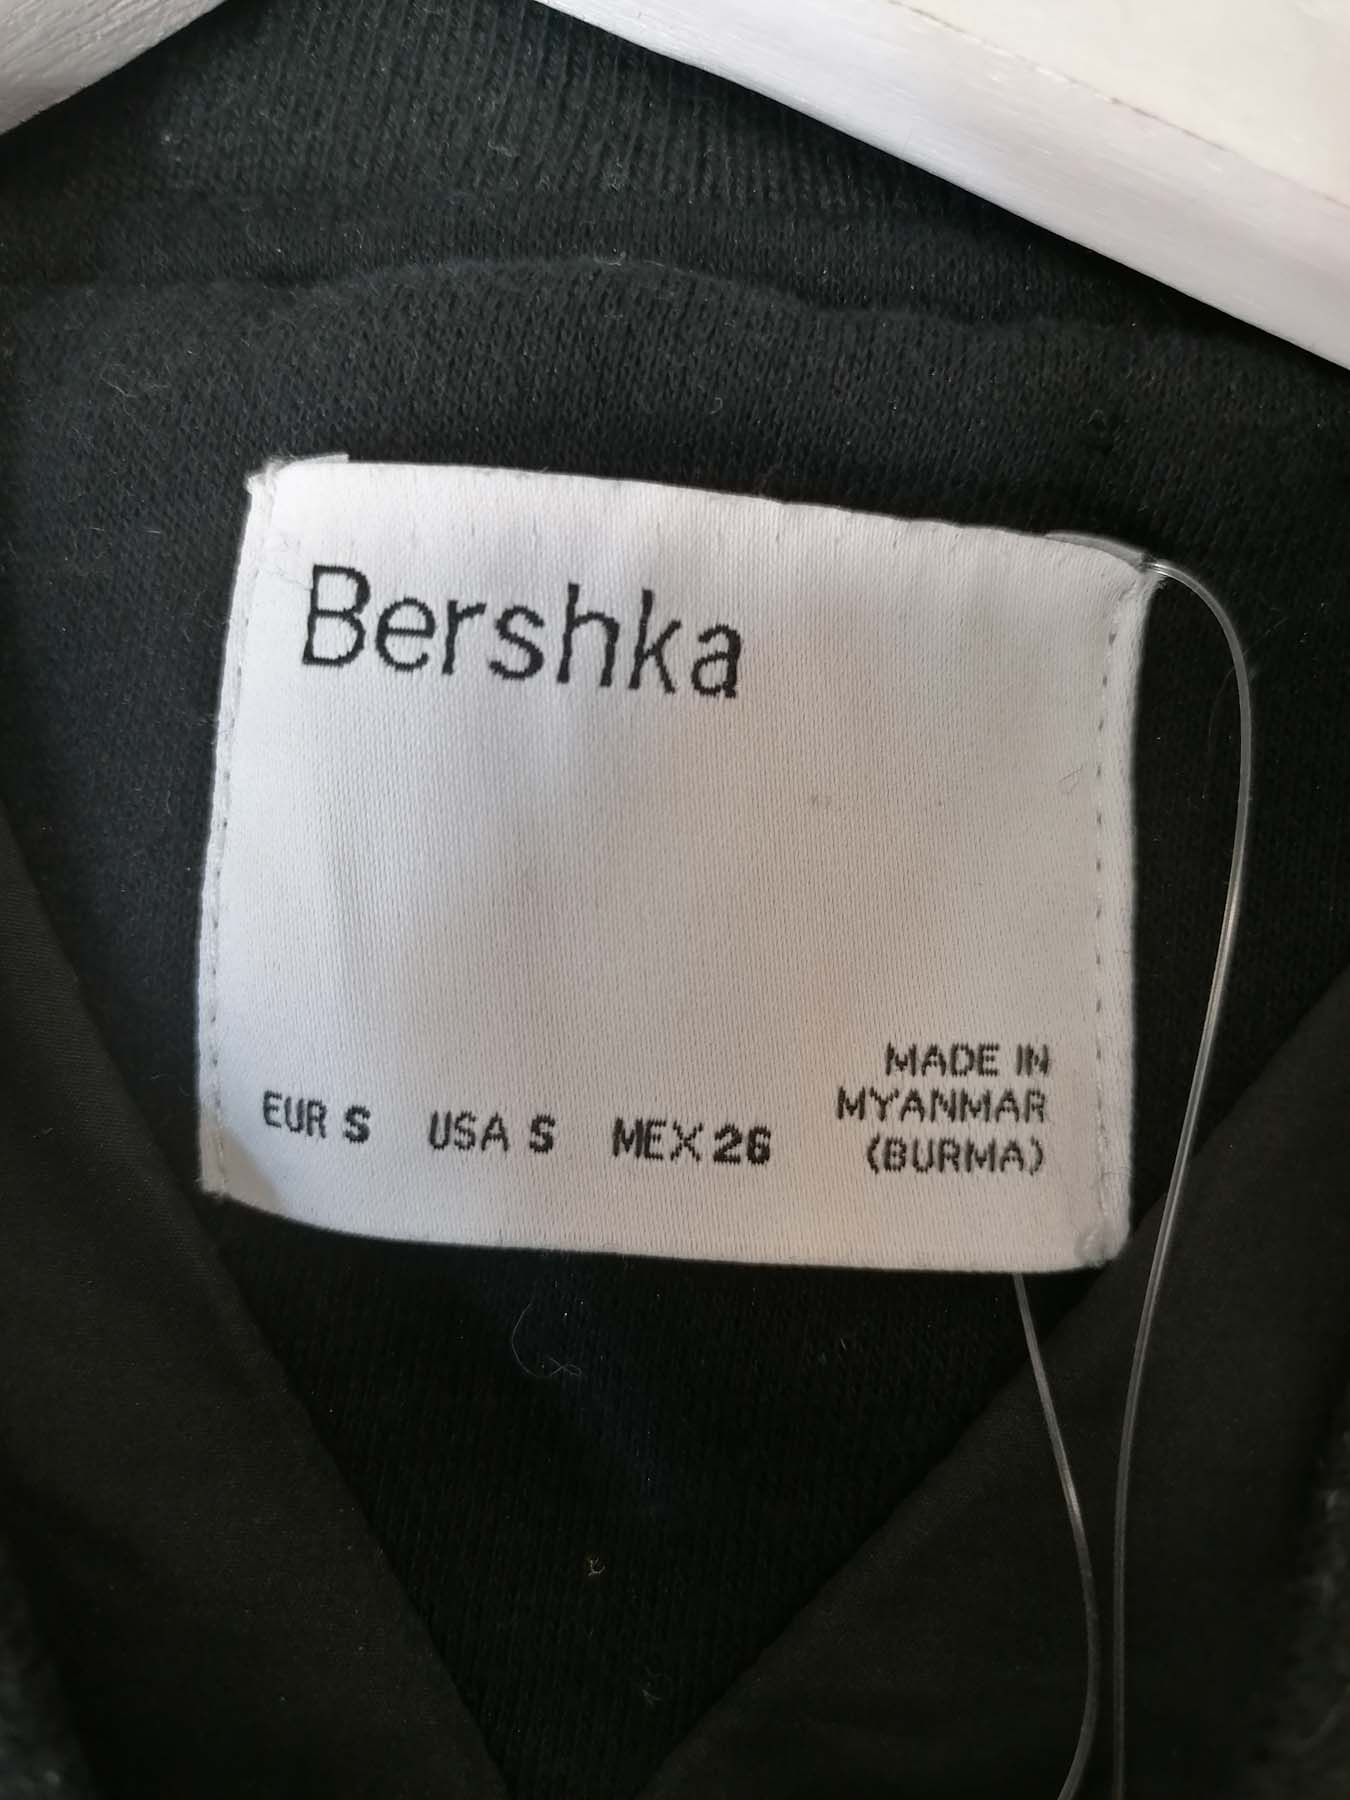 Bershka
EUR S USA S MEX 26
MADE IN
MYANMAR
(BURMA)